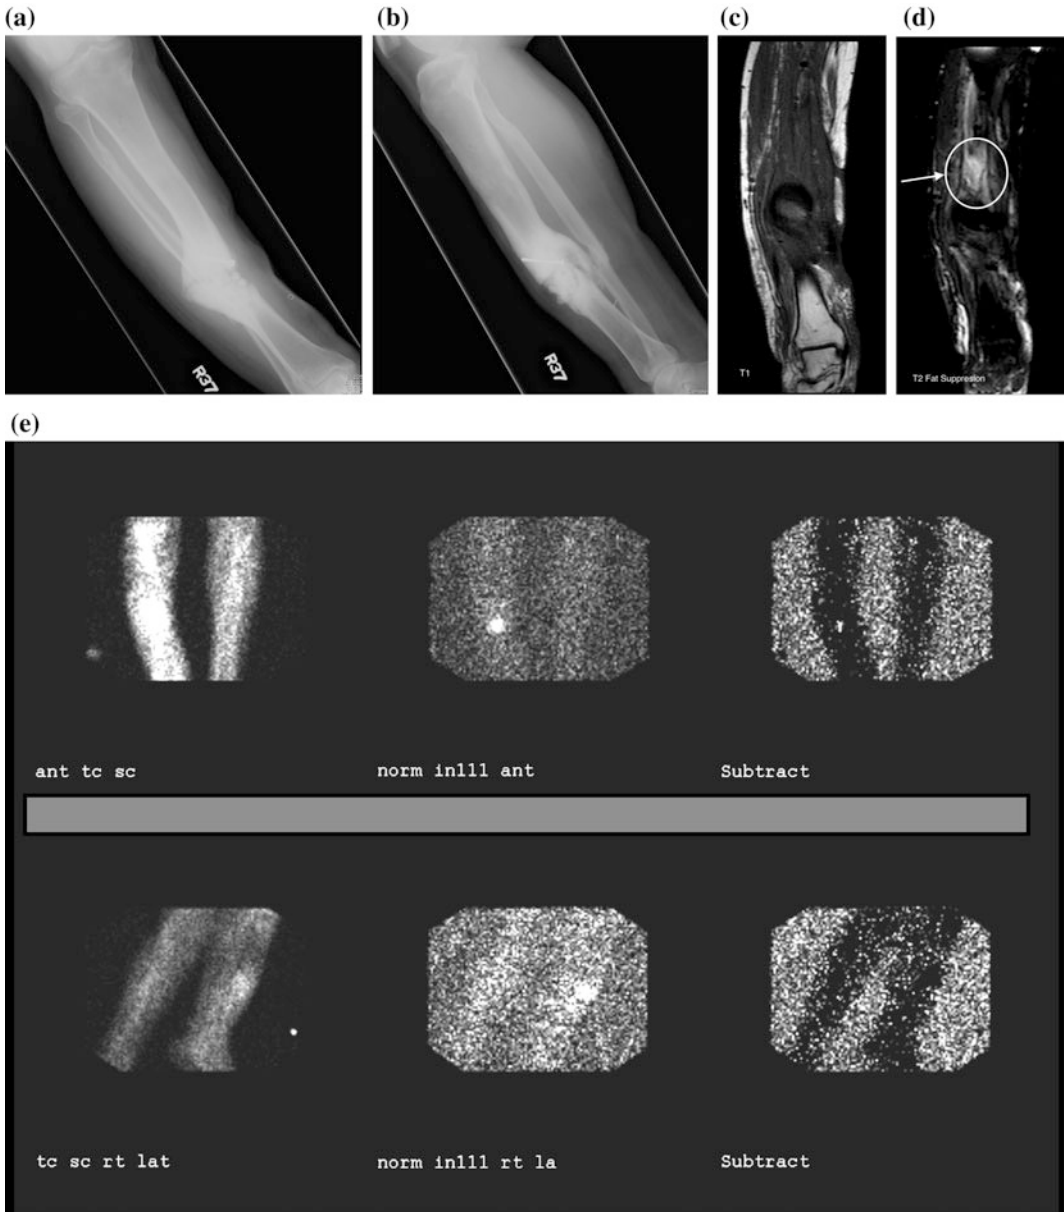 (a)
(b)
(c)
(d)
R37
R37
T1
T2 Fat Suppresion
(e)
ant tc sc
norm in111 ant
Subtract
tc sc rt lat
norm in111 rt la
Subtract